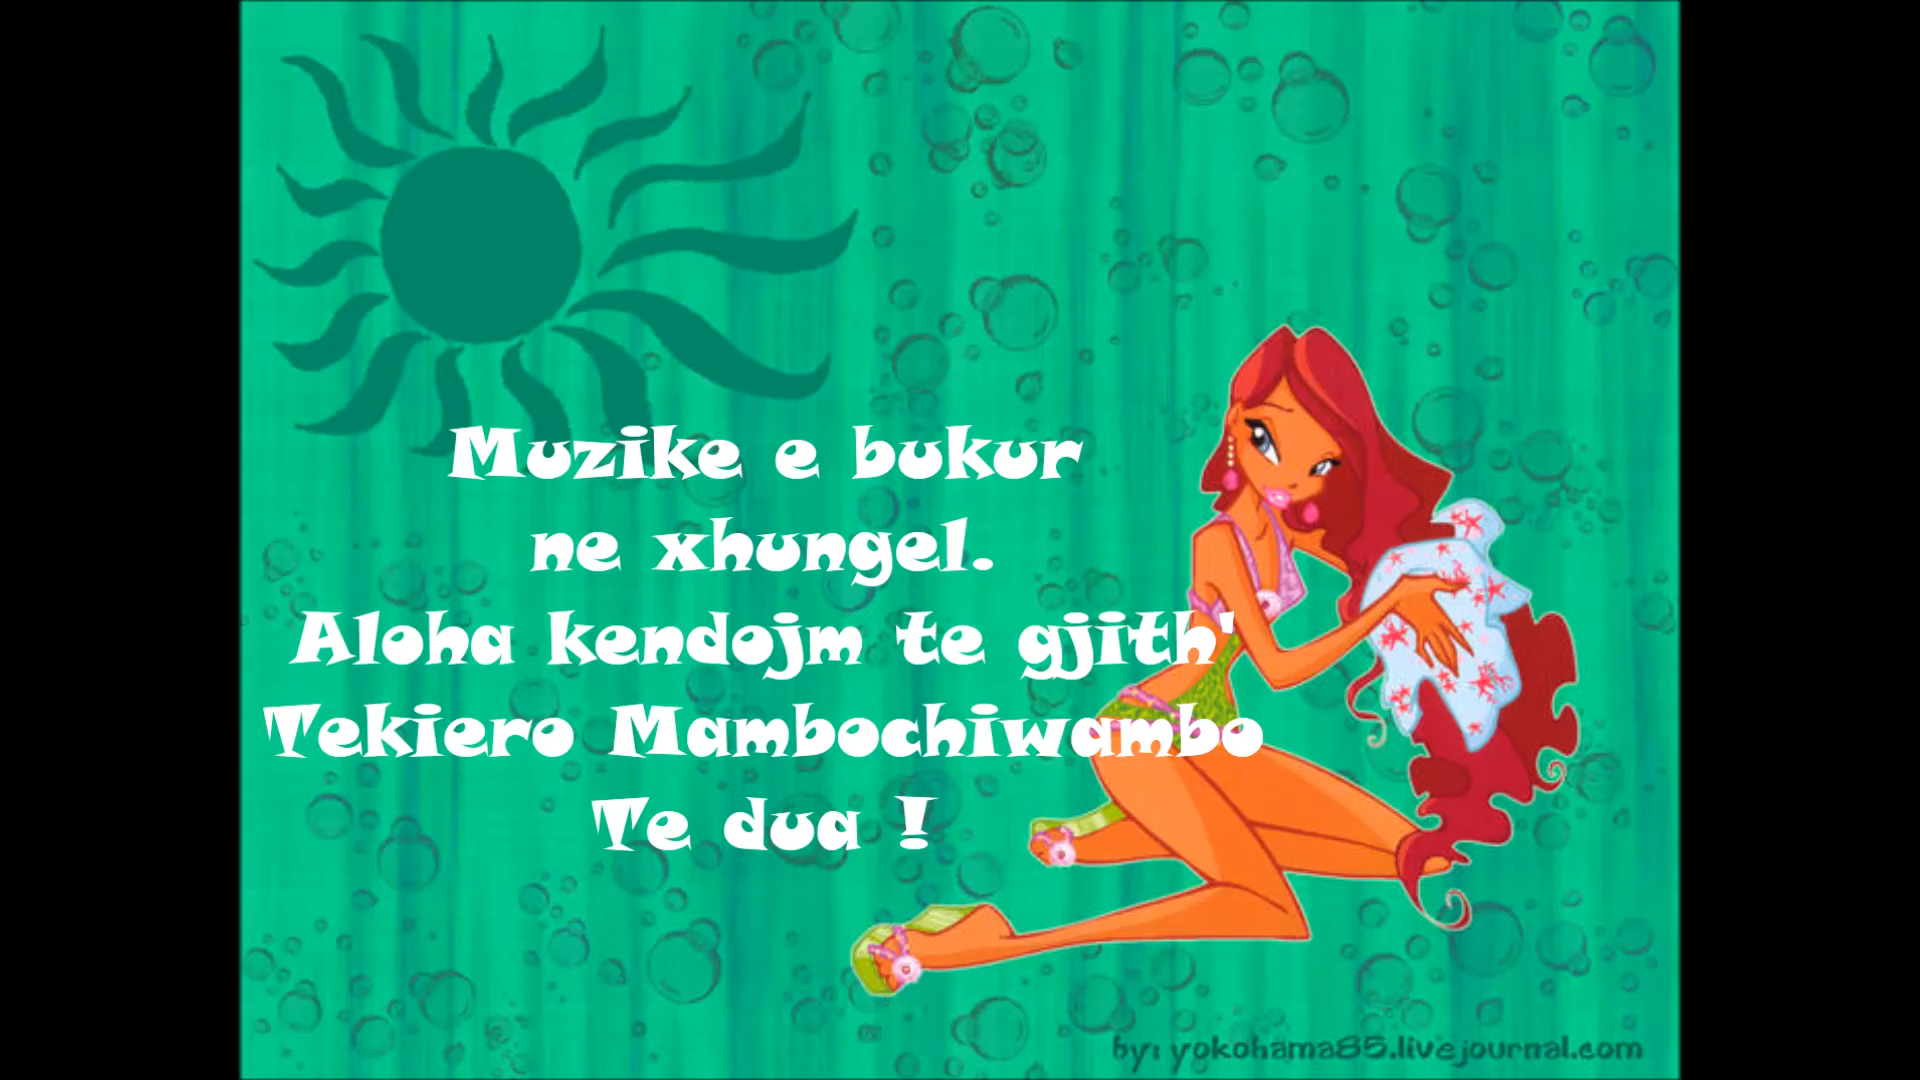 Muzike e bukur
ne xhungel.
Aloha kendojm te gjith'
Tekiero Mambochiwambo
Te dua !
by: yokohama85.livejournal.com